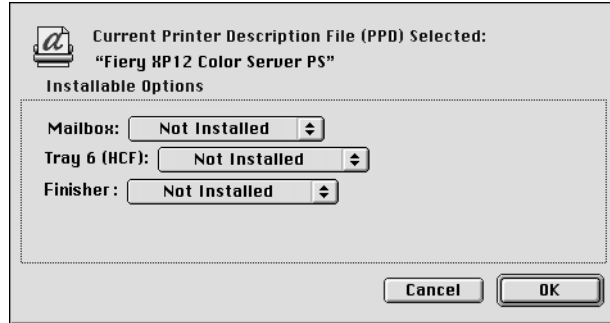 Current Printer Description File (PPD) Selected:
“Fiery XP12 Color Server PS”
Installable Options
Mailbox: Not Installed
Tray 6 (HCF): Not Installed
Finisher: Not Installed
Cancel OK